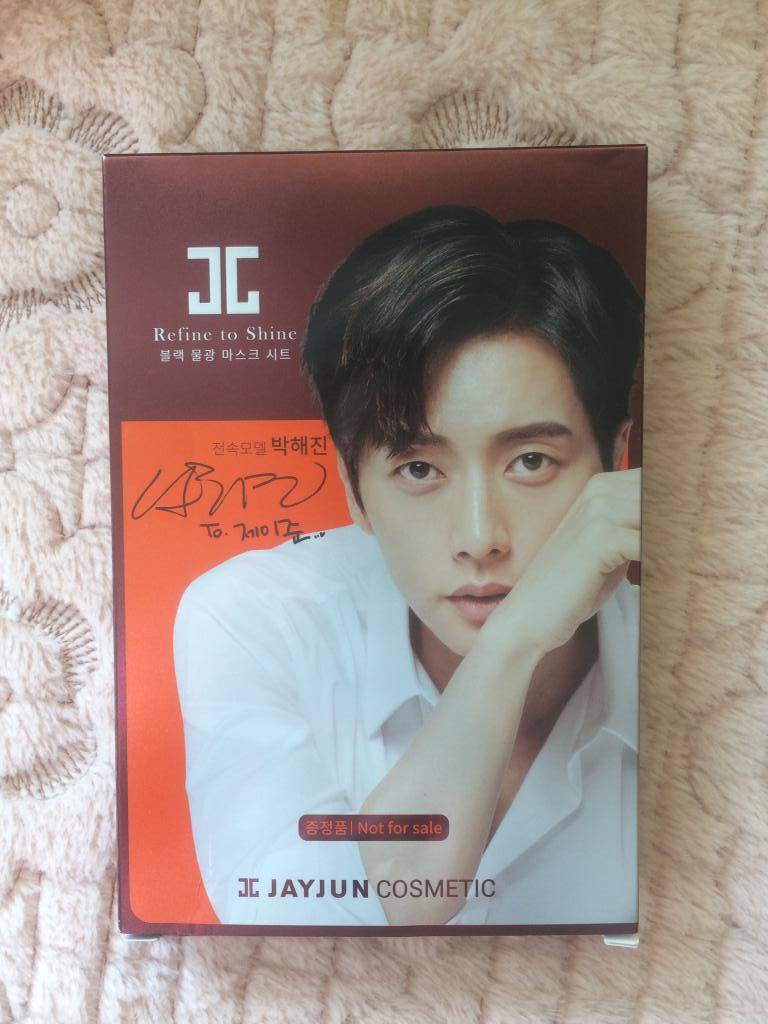 Refine to Shine
블랙 물광 마스크 시트
전속모델 박해진
To. 제이준..
증정품 | Not for sale
JAYJUN COSMETIC